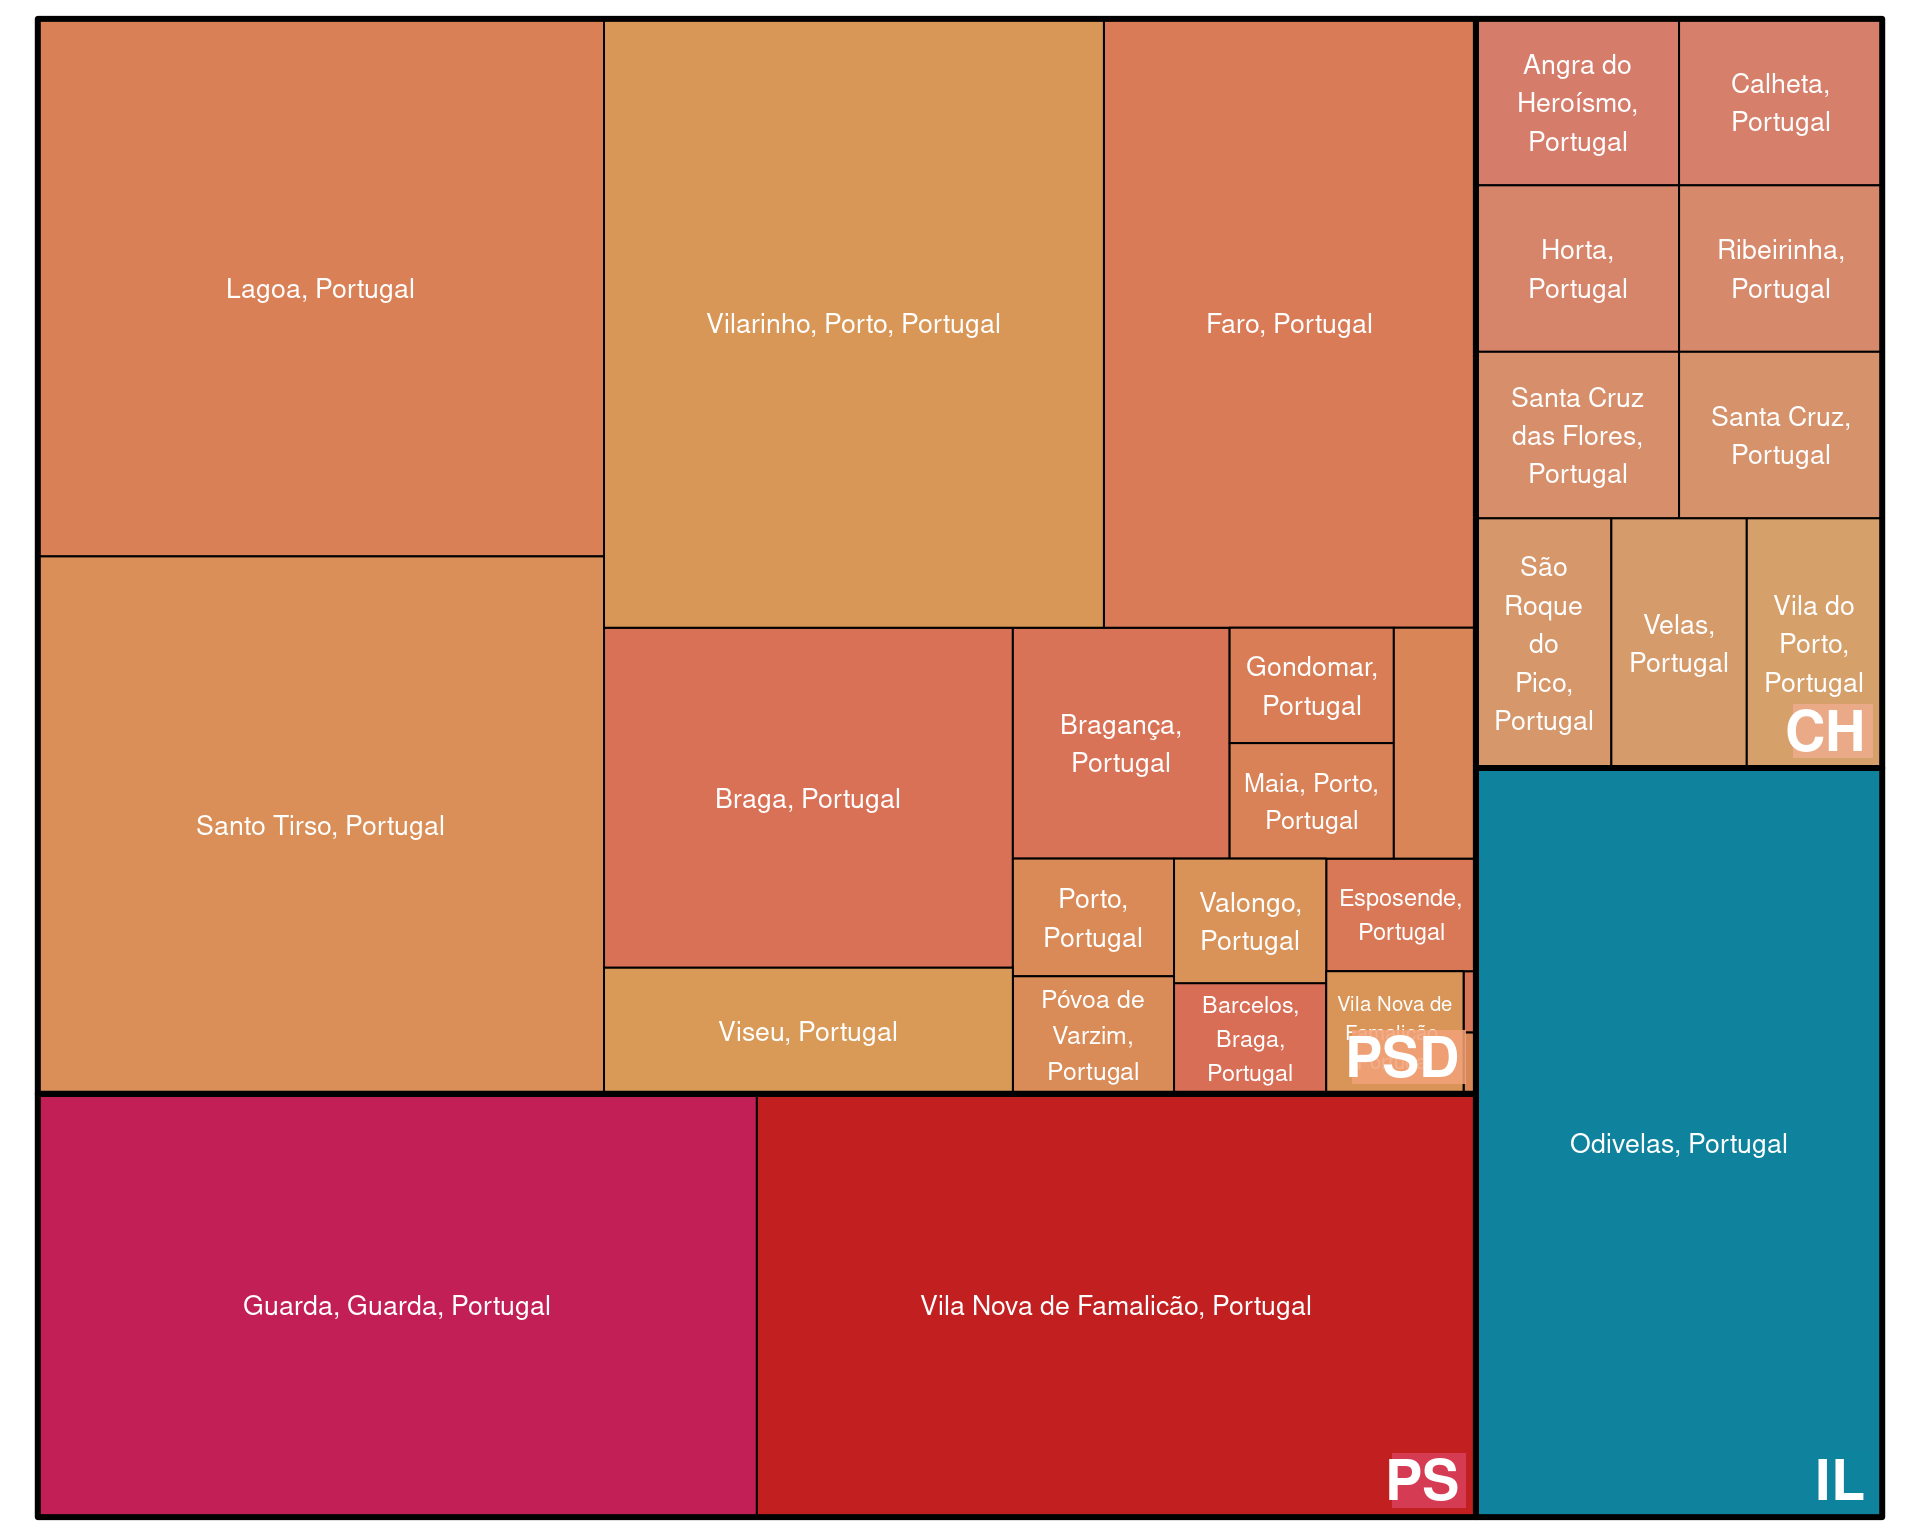 Lagoa, Portugal
Vilarinho, Porto, Portugal
Faro, Portugal
Santo Tirso, Portugal
Braga, Portugal
Viseu, Portugal
Bragança,
Portugal
Gondomar,
Portugal
Maia, Porto,
Portugal
Porto,
Portugal
Póvoa de
Varzim,
Portugal
Valongo,
Portugal
Barcelos,
Braga,
Portugal
Esposende,
Portugal
Vila Nova de
PSD
Guarda, Guarda, Portugal
Vila Nova de Famalicão, Portugal
PS
Angra do
Heroísmo,
Portugal
Calheta,
Portugal
Horta,
Portugal
Ribeirinha,
Portugal
Santa Cruz
das Flores,
Portugal
Santa Cruz,
Portugal
São
Roque
do
Pico,
Portugal
Velas,
Portugal
Vila do
Porto,
Portugal
CH
Odivelas, Portugal
IL